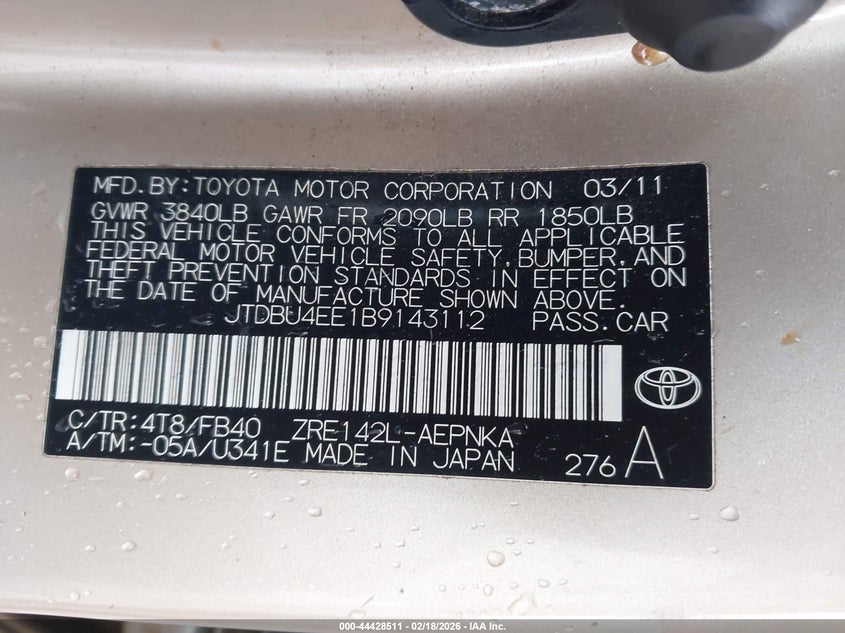 MFD.BY:TOYOTA MOTOR CORPORATION 03/11
GVWR 3840LB GAWR FR 2090LB RR 1850LB
THIS VEHICLE CONFORMS TO ALL APPLICABLE
FEDERAL MOTOR VEHICLE SAFETY,BUMPER,AND
THEFT PREVENTION STANDARDS IN EFFECT ON
THE DATE OF MANUFACTURE SHOWN ABOVE.
JTDBU4EE1B9143112 PASS.CAR
C/TR:4T8/FB40 ZRE142L-AEPNKA
A/TM:-05A/U341E MADE IN JAPAN 276 A
000-44428511 | 02/18/2026 | IAA Inc.